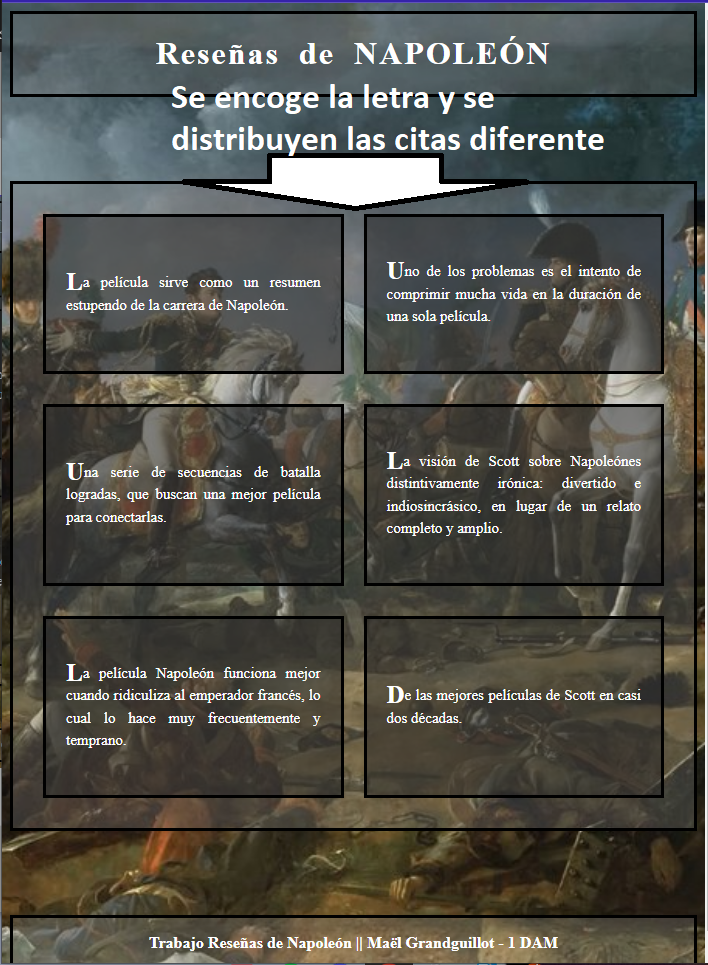 Reseñas de NAPOLEÓN
Se encoge la letra y se
distribuyen las citas diferente
La película sirve como un resumen
estupendo de la carrera de Napoleón.
Uno de los problemas es el intento de
comprimir mucha vida en la duración de
una sola película.
Una serie de secuencias de batalla
logradas, que buscan una mejor película
para conectarlas.
La visión de Scott sobre Napoleónes
distintivamente irónica: divertido e
indiosincrásico, en lugar de un relato
completo y amplio.
La película Napoleón funciona mejor
cuando ridículiza al emperador francés, lo
cual lo hace muy frecuentemente y
temprano.
De las mejores películas de Scott en casi
dos décadas.
Trabajo Reseñas de Napoleón || Maël Grandguillot - 1 DAM